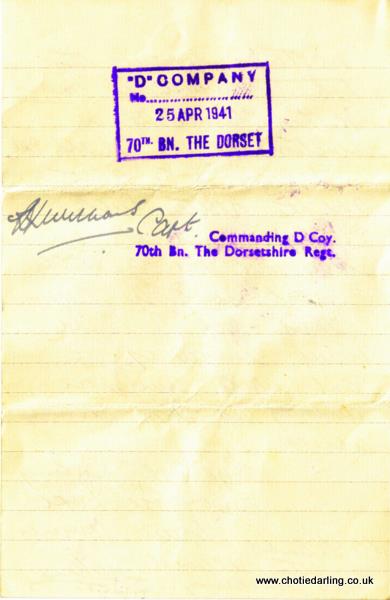 "D" COMPANY
No..........................
25 APR 1941
70TH. BN. THE DORSET
Capt.
Commanding D Coy.
70th Bn. The Dorsetshire Regt.
www.chotiedarling.co.uk